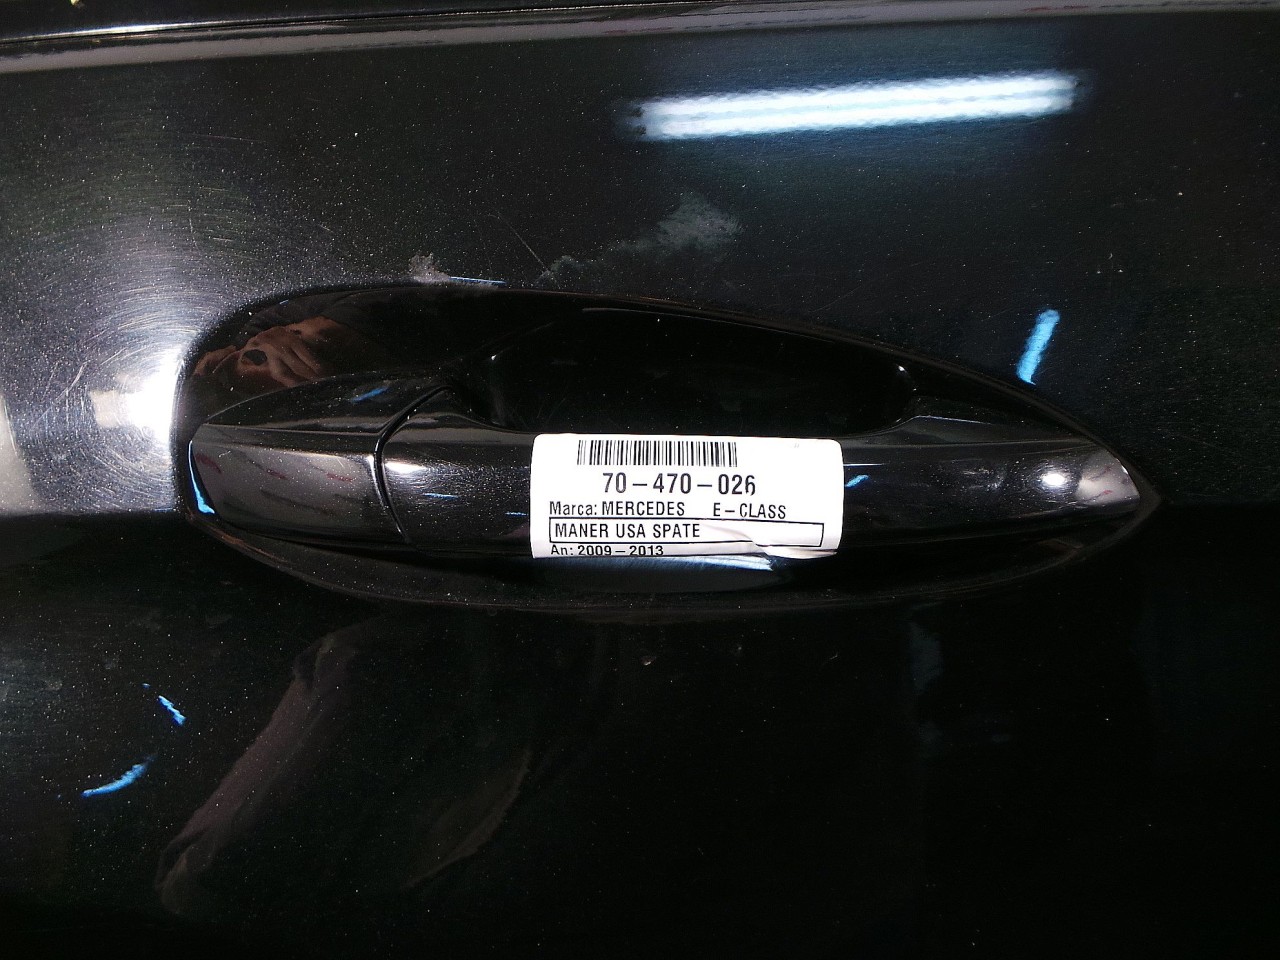 70-470-026
Marca: MERCEDES E-CLASS
MANER USA SPATE
An: 2009-2013